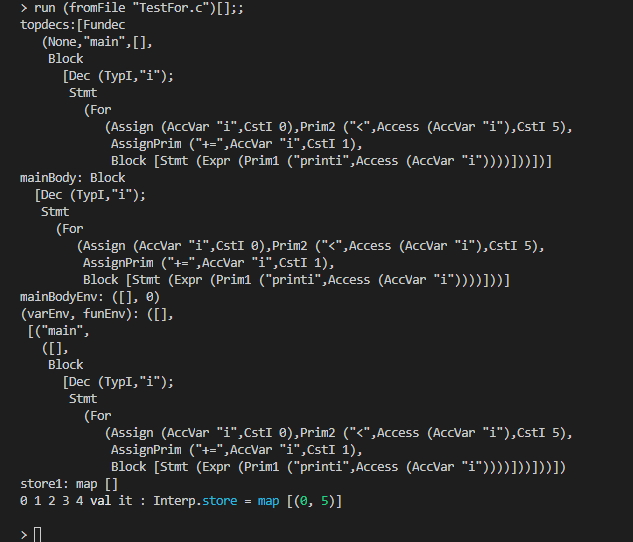 > run (fromFile "TestFor.c")[];;
topdecs:[Fundec
   (None,"main",[],
    Block
      [Dec (TypI,"i");
       Stmt
         (For
            (Assign (AccVar "i",CstI 0),Prim2 ("<",Access (AccVar "i"),CstI 5),
             AssignPrim ("+=",AccVar "i",CstI 1),
             Block [Stmt (Expr (Prim1 ("printi",Access (AccVar "i"))))]))])]
mainBody: Block
  [Dec (TypI,"i");
   Stmt
     (For
        (Assign (AccVar "i",CstI 0),Prim2 ("<",Access (AccVar "i"),CstI 5),
         AssignPrim ("+=",AccVar "i",CstI 1),
         Block [Stmt (Expr (Prim1 ("printi",Access (AccVar "i"))))]))]
mainBodyEnv: ([], 0)
(varEnv, funEnv): ([],
 [("main",
   ([],
    Block
      [Dec (TypI,"i");
       Stmt
         (For
            (Assign (AccVar "i",CstI 0),Prim2 ("<",Access (AccVar "i"),CstI 5),
             AssignPrim ("+=",AccVar "i",CstI 1),
             Block [Stmt (Expr (Prim1 ("printi",Access (AccVar "i"))))]))]))])
store1: map []
0 1 2 3 4 val it : Interp.store = map [(0, 5)]
>